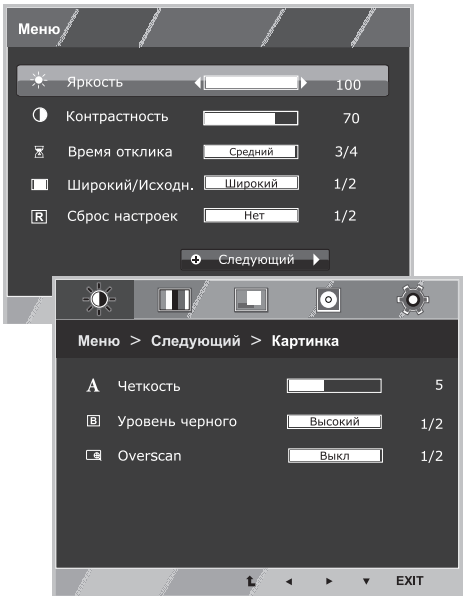 Меню
Яркость 100
Контрастность 70
Время отклика Средний 3/4
Широкий/Исходн. Широкий 1/2
R Сброс настроек Нет 1/2
Следующий
Меню > Следующий > Картинка
A Четкость 5
B Уровень черного Высокий 1/2
Overscan Выкл 1/2
EXIT